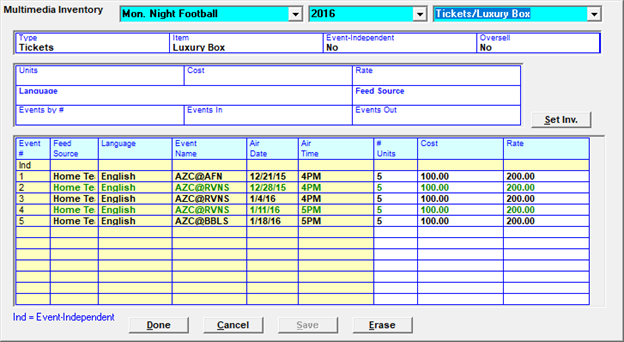 Multimedia Inventory Mon. Night Football 2016 Tickets/Luxury Box
Type Item Event-Independent Oversell
Tickets Luxury Box No No
Units Cost Rate
Language Feed Source
Events by # Events In Events Out
Set Inv.
Event Feed Language Event Air Air # Cost Rate
# Source Name Date Time Units
Ind
1 Home Te English AZC@AFN 12/21/15 4PM 5 100.00 200.00
2 Home Te English AZC@RVNS 12/28/15 4PM 5 100.00 200.00
3 Home Te English AZC@RVNS 1/4/16 4PM 5 100.00 200.00
4 Home Te English AZC@RVNS 1/11/16 5PM 5 100.00 200.00
5 Home Te English AZC@BBLS 1/18/16 5PM 5 100.00 200.00
Ind = Event-Independent
Done Cancel Save Erase